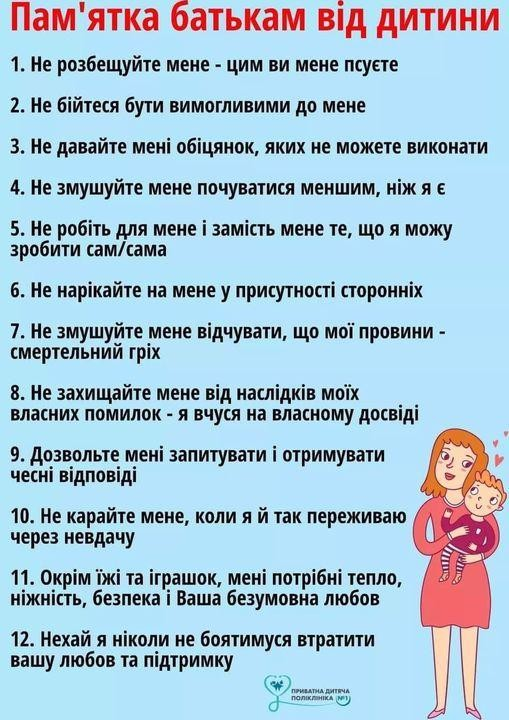 Пам'ятка батькам від дитини
1. Не розбещуйте мене - цим ви мене псуєте
2. Не бійтеся бути вимогливими до мене
3. Не давайте мені обіцянок, яких не можете виконати
4. Не змушуйте мене почуватися меншим, ніж я є
5. Не робіть для мене і замість мене те, що я можу
зробити сам/сама
6. Не нарікайте на мене у присутності сторонніх
7. Не змушуйте мене відчувати, що мої провини -
смертельний гріх
8. Не захищайте мене від наслідків моїх
власних помилок - я вчуся на власному досвіді
9. Дозвольте мені запитувати і отримувати
чесні відповіді
10. Не карайте мене, коли я й так переживаю
через невдачу
11. Окрім їжі та іграшок, мені потрібні тепло,
ніжність, безпека і Ваша безумовна любов
12. Нехай я ніколи не боятимуся втратити
вашу любов та підтримку
ПРИВАТНА ДИТЯЧА
ПОЛІКЛІНІКА №1